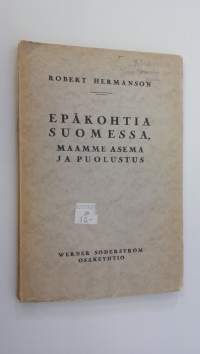 ROBERT HERMANSON
EPÄKOHTIA
SUOMESSA,
MAAMME ASEMA
JA PUOLUSTUS
WERNER SÖDERSTRÖM
OSAKEYHTIÖ